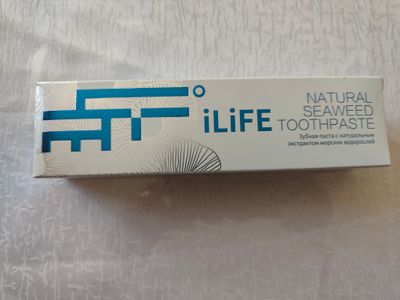 iLiFE
NATURAL
SEAWEED
TOOTHPASTE
Зубная паста с натуральным
экстрактом морских водорослей